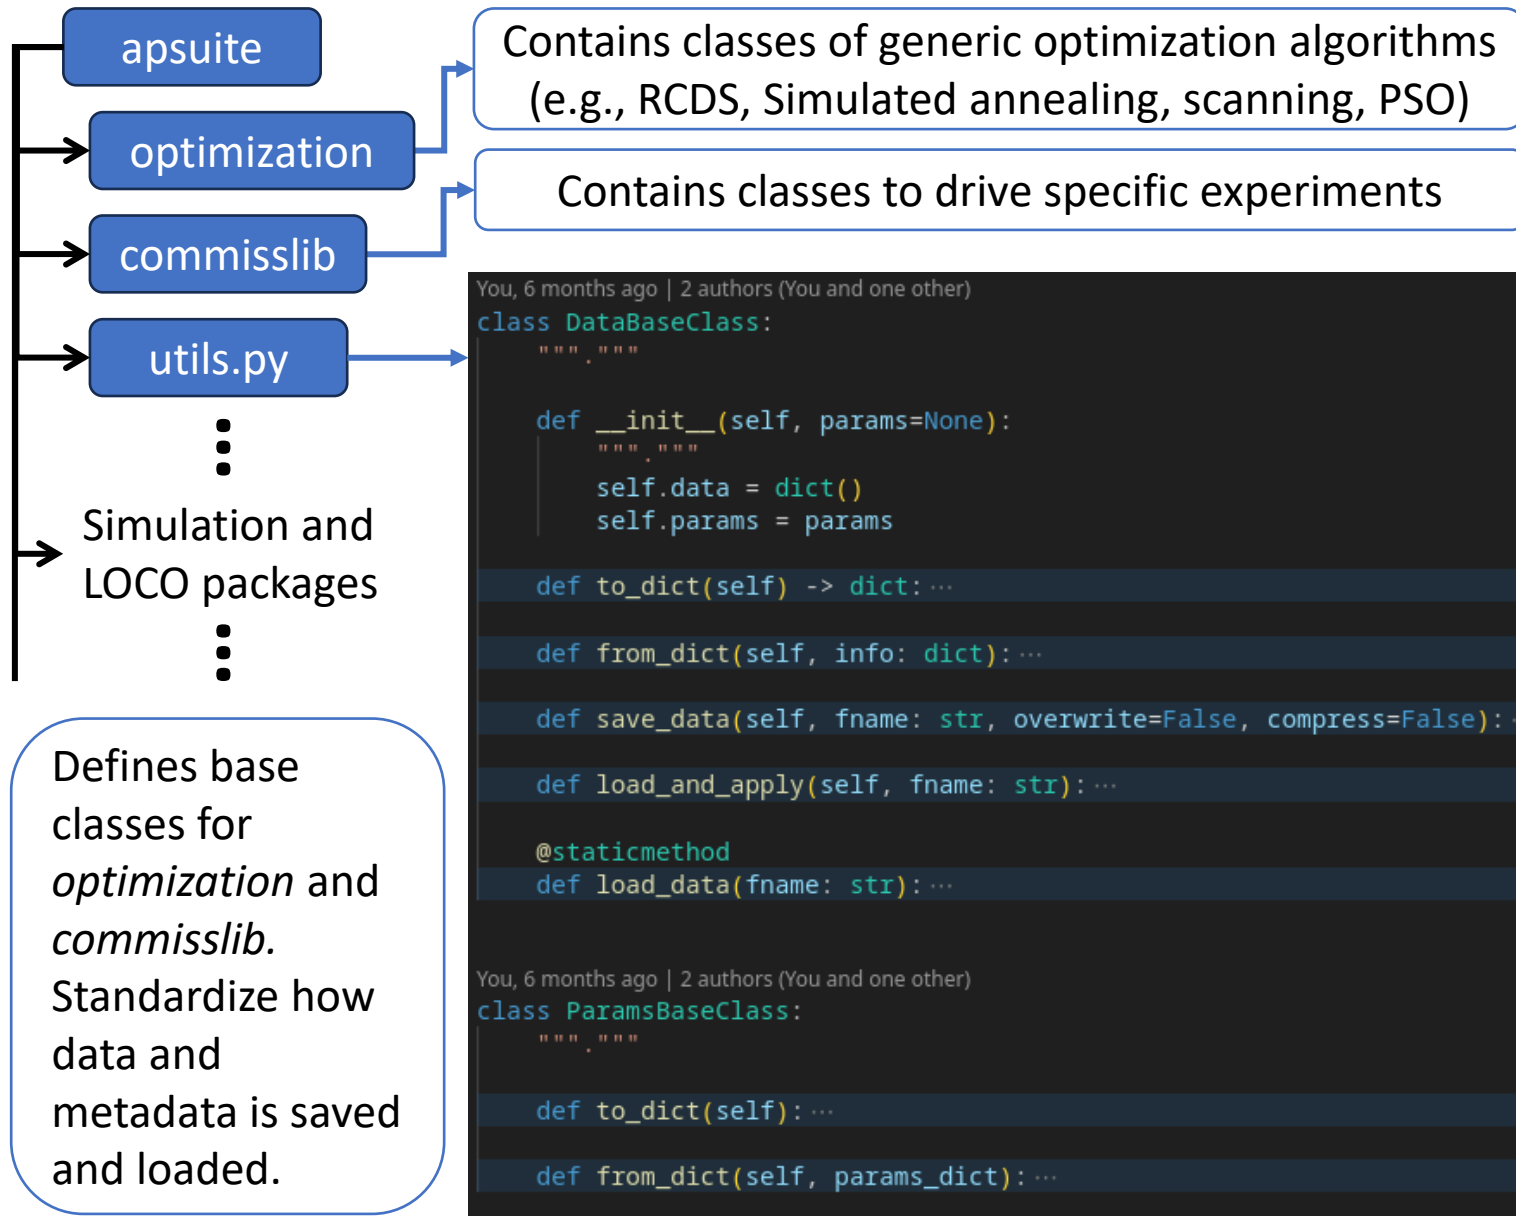 apsuite
Contains classes of generic optimization algorithms
(e.g., RCDS, Simulated annealing, scanning, PSO)
optimization
Contains classes to drive specific experiments
commisslib
utils.py
Simulation and
LOCO packages
Defines base
classes for
optimization and
commisslib.
Standardize how
data and
metadata is saved
and loaded.
You, 6 months ago | 2 authors (You and one other)
class DataBaseClass:
    """."""
    def __init__(self, params=None):
        """."""
        self.data = dict()
        self.params = params
    def to_dict(self) -> dict: ···
    def from_dict(self, info: dict): ···
    def save_data(self, fname: str, overwrite=False, compress=False): ·
    def load_and_apply(self, fname: str): ···
    @staticmethod
    def load_data(fname: str): ···
You, 6 months ago | 2 authors (You and one other)
class ParamsBaseClass:
    """."""
    def to_dict(self): ···
    def from_dict(self, params_dict): ···